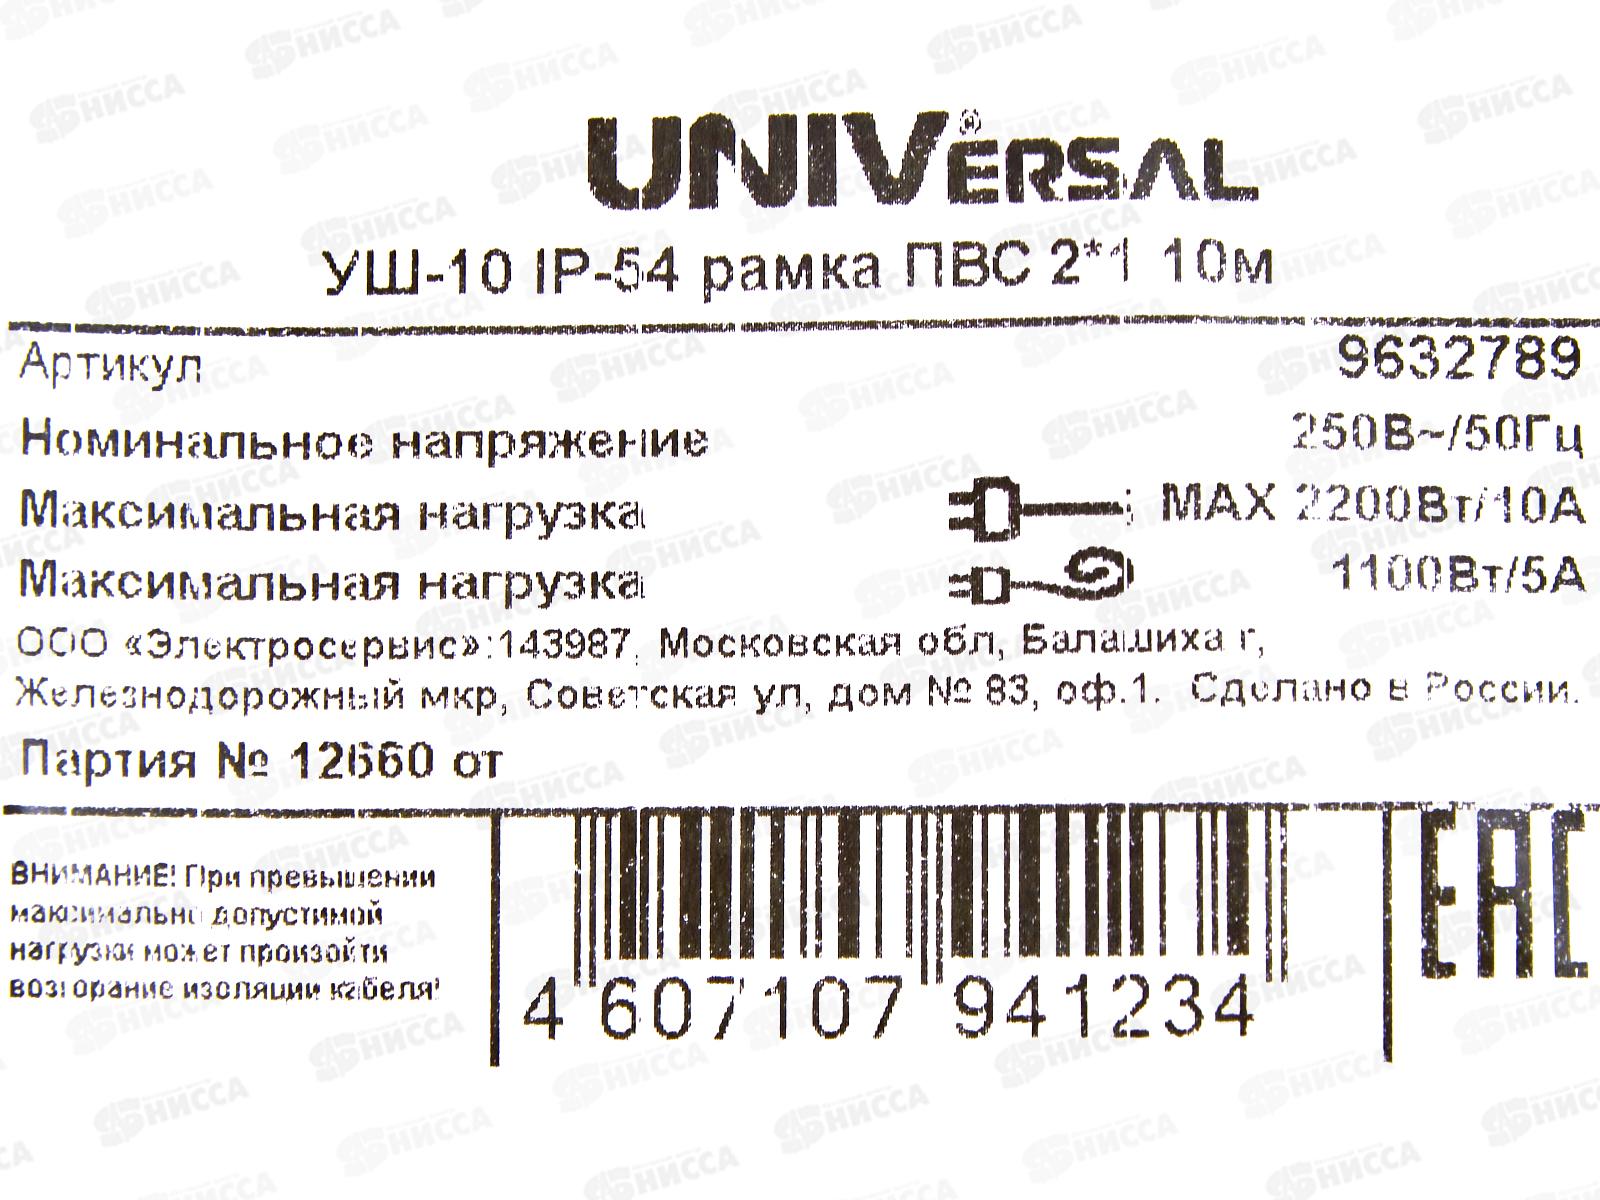 UNIVERSAL®
УШ-10 IP-54 рамка ПВС 2*1 10м
Артикул 9632789
Номинальное напряжение 250В~/50Гц
Максимальная нагрузка MAX 2200Вт/10А
Максимальная нагрузка 1100Вт/5А
ООО «Электросервис»:143987, Московская обл, Балашиха г,
Железнодорожный мкр, Советская ул, дом № 83, оф.1. Сделано в России.
Партия № 12660 от
ВНИМАНИЕ! При превышении
максимально допустимой
нагрузки может произойти
возгорание изоляции кабеля!
4 607107 941234
EAC